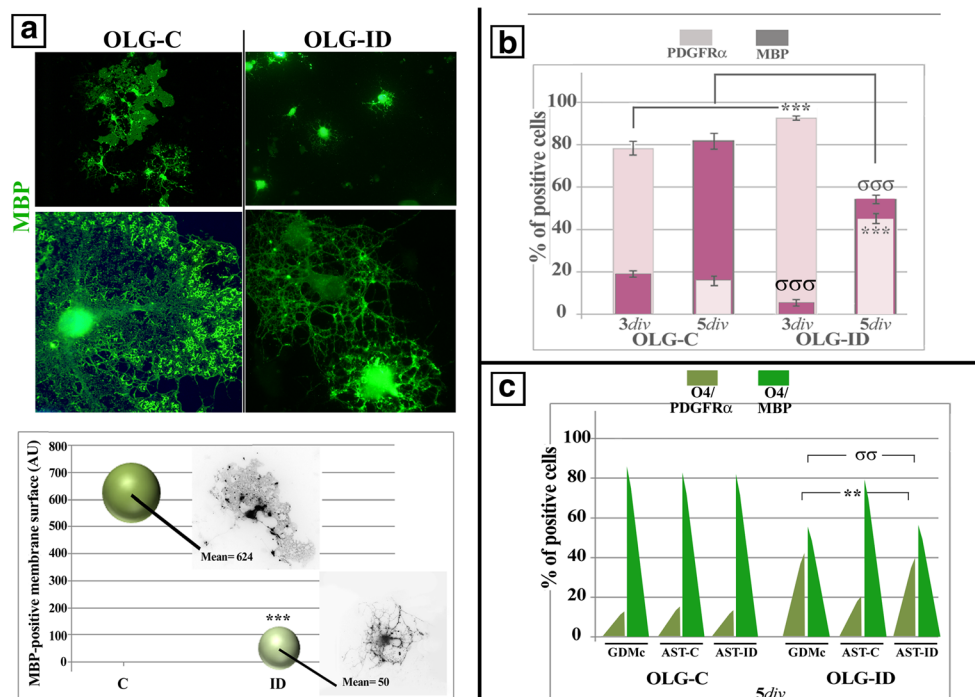 a
OLG-C OLG-ID
MBP
MBP-positive membrane surface (AU)
800
700
600
500
400
300
200
100
0
Mean= 624
***
Mean= 50
C ID
b
PDGFRα MBP
% of positive cells
100
80
60
40
20
0
***
σσσ
***
σσσ
3div 5div 3div 5div
OLG-C OLG-ID
c
O4/ O4/
PDGFRα MBP
% of positive cells
100
80
60
40
20
0
σσ
**
GDMc AST-C AST-ID GDMc AST-C AST-ID
OLG-C OLG-ID
5div